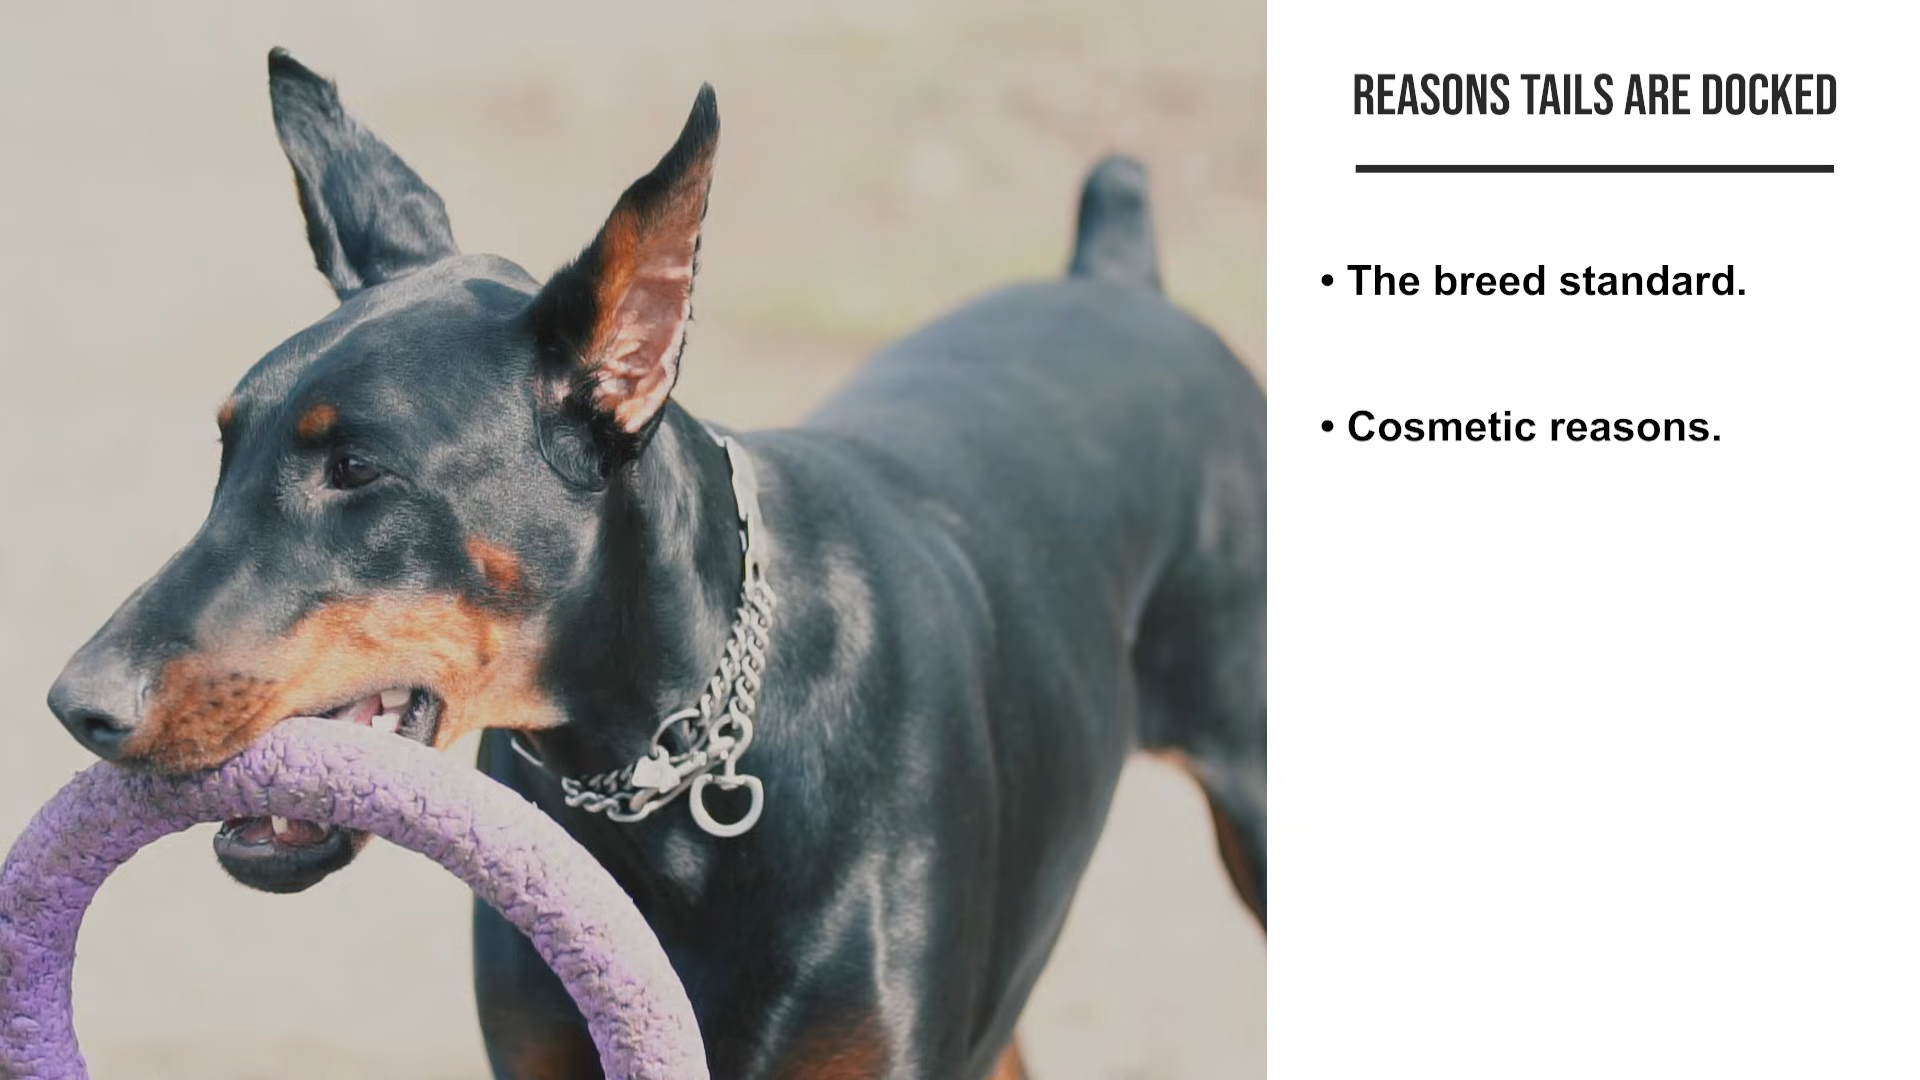 REASONS TAILS ARE DOCKED
• The breed standard.
• Cosmetic reasons.